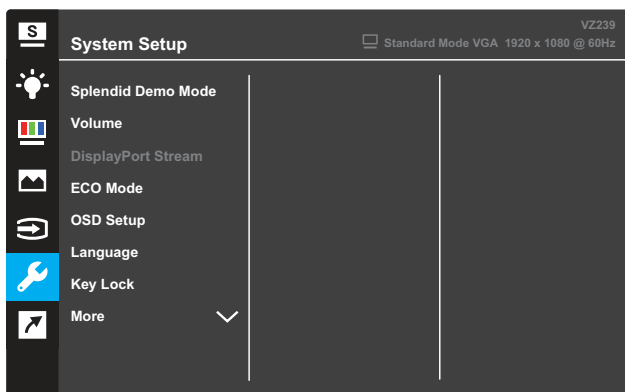 S
VZ239
System Setup
Standard Mode VGA 1920 x 1080 @ 60Hz
Splendid Demo Mode
Volume
DisplayPort Stream
ECO Mode
OSD Setup
Language
Key Lock
More